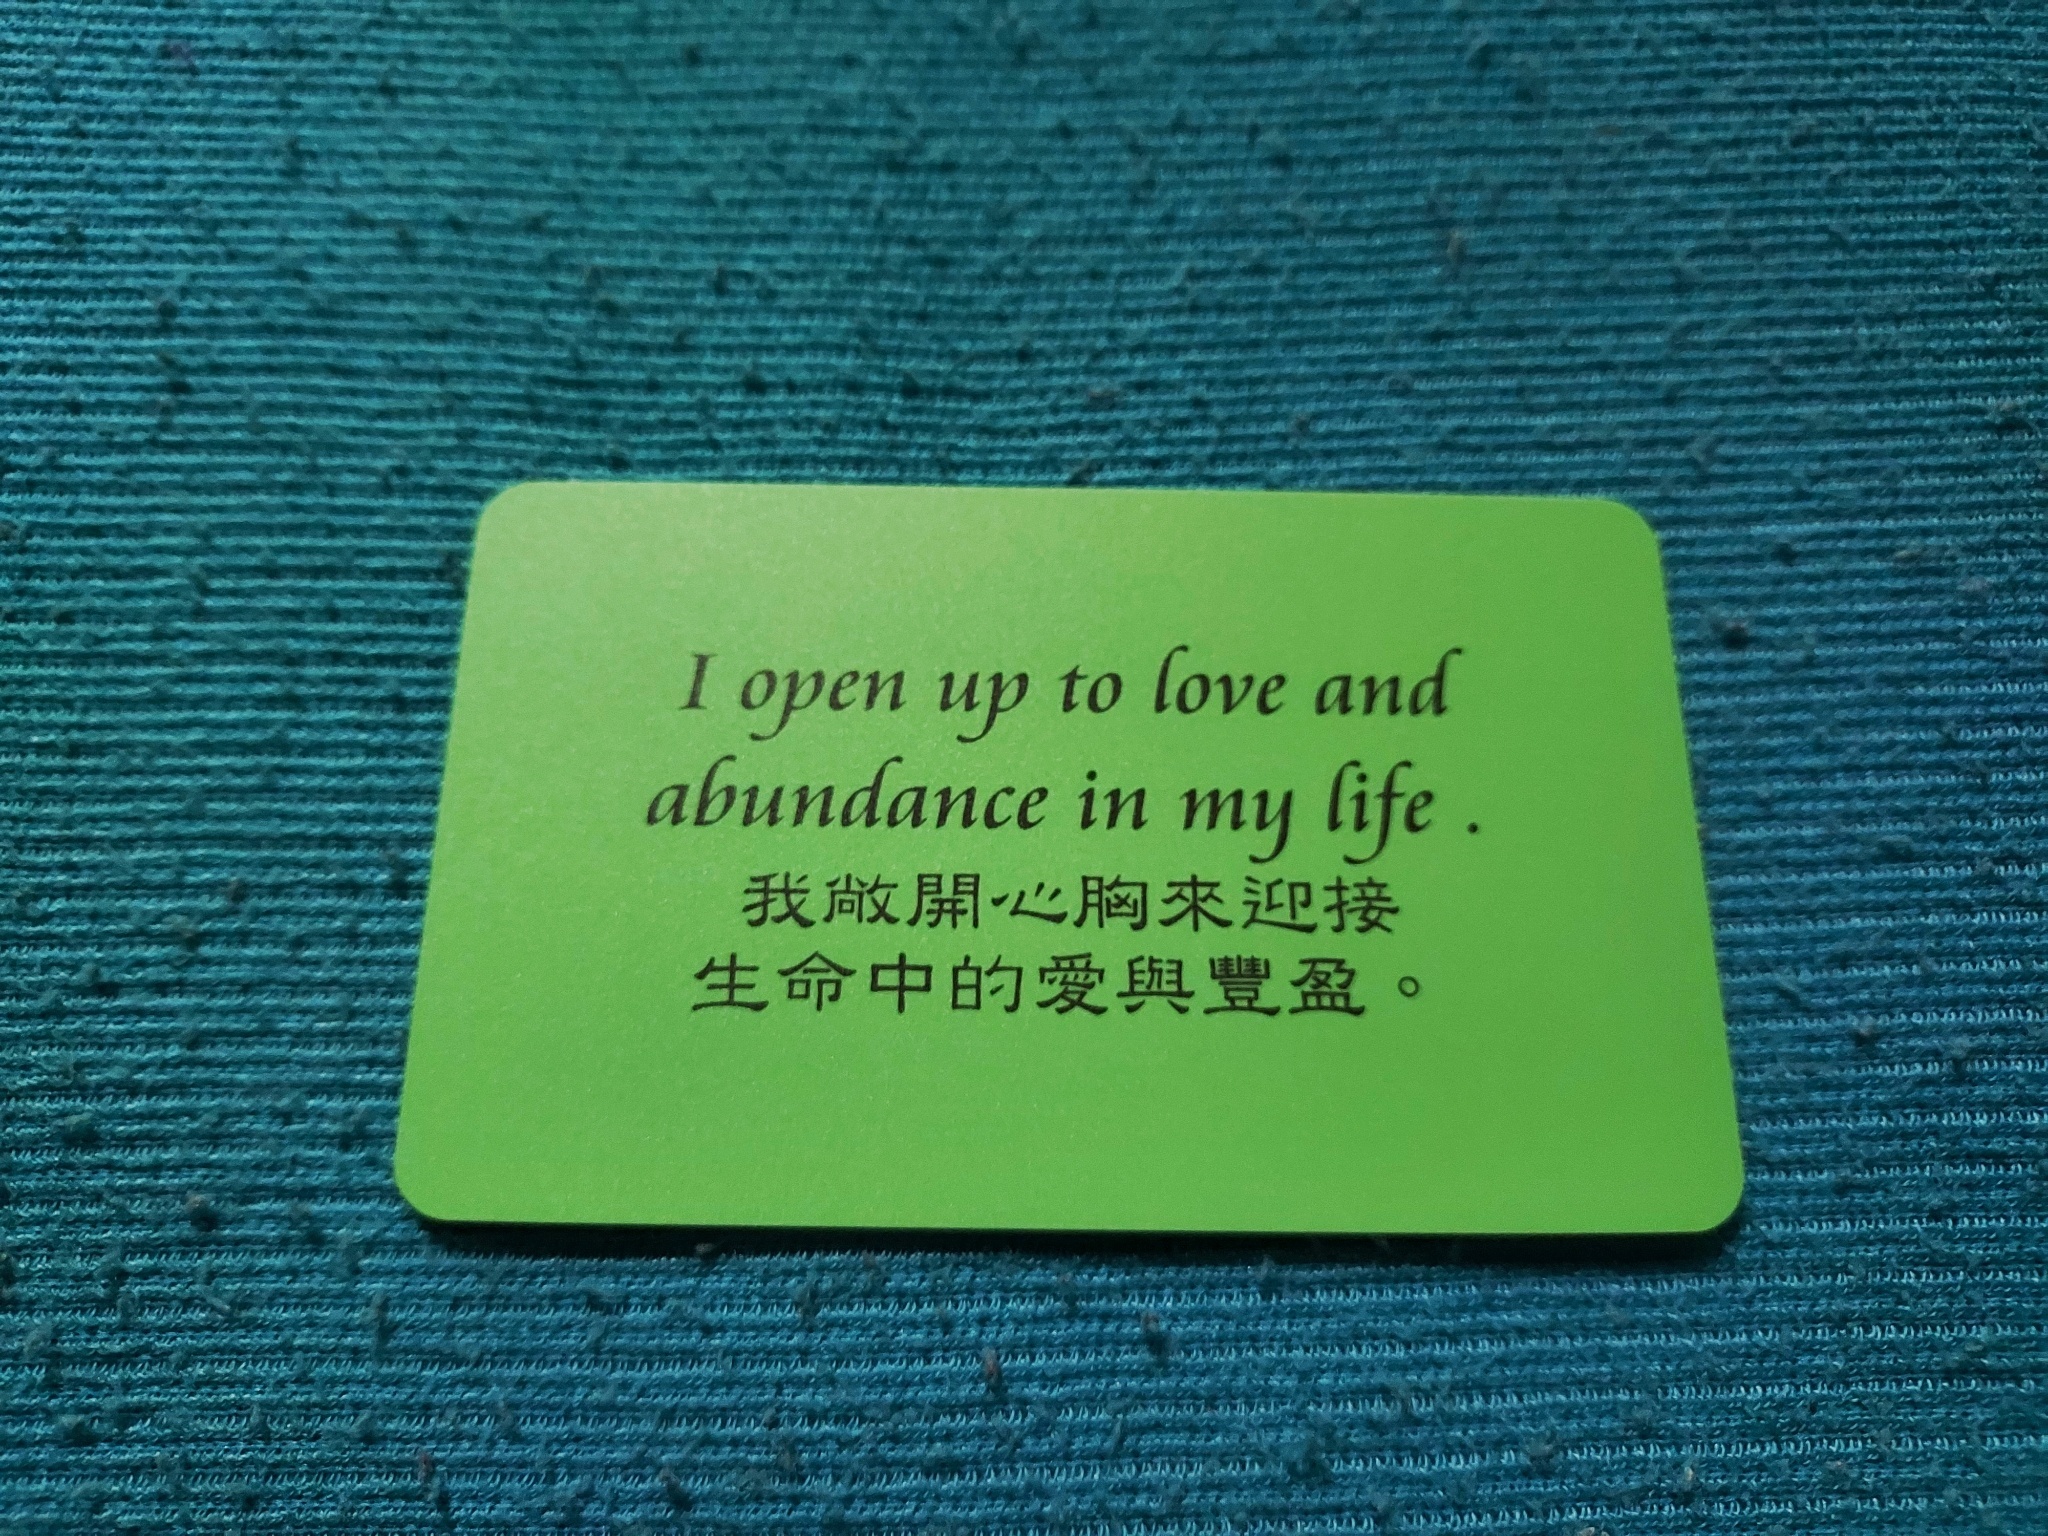 I open up to love and
abundance in my life .
我敞開心胸來迎接
生命中的愛與豐盈。